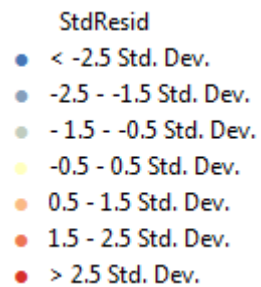 StdResid
< -2.5 Std. Dev.
-2.5 - -1.5 Std. Dev.
- 1.5 - -0.5 Std. Dev.
-0.5 - 0.5 Std. Dev.
0.5 - 1.5 Std. Dev.
1.5 - 2.5 Std. Dev.
> 2.5 Std. Dev.